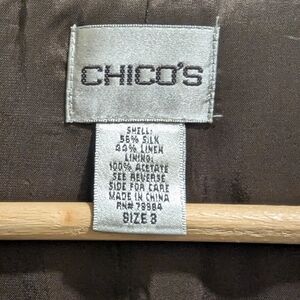 CHICO'S
SHELL:
56% SILK
44% LINEN
LINING:
100% ACETATE
SEE REVERSE
SIDE FOR CARE
MADE IN CHINA
RN# 79984
SIZE 3